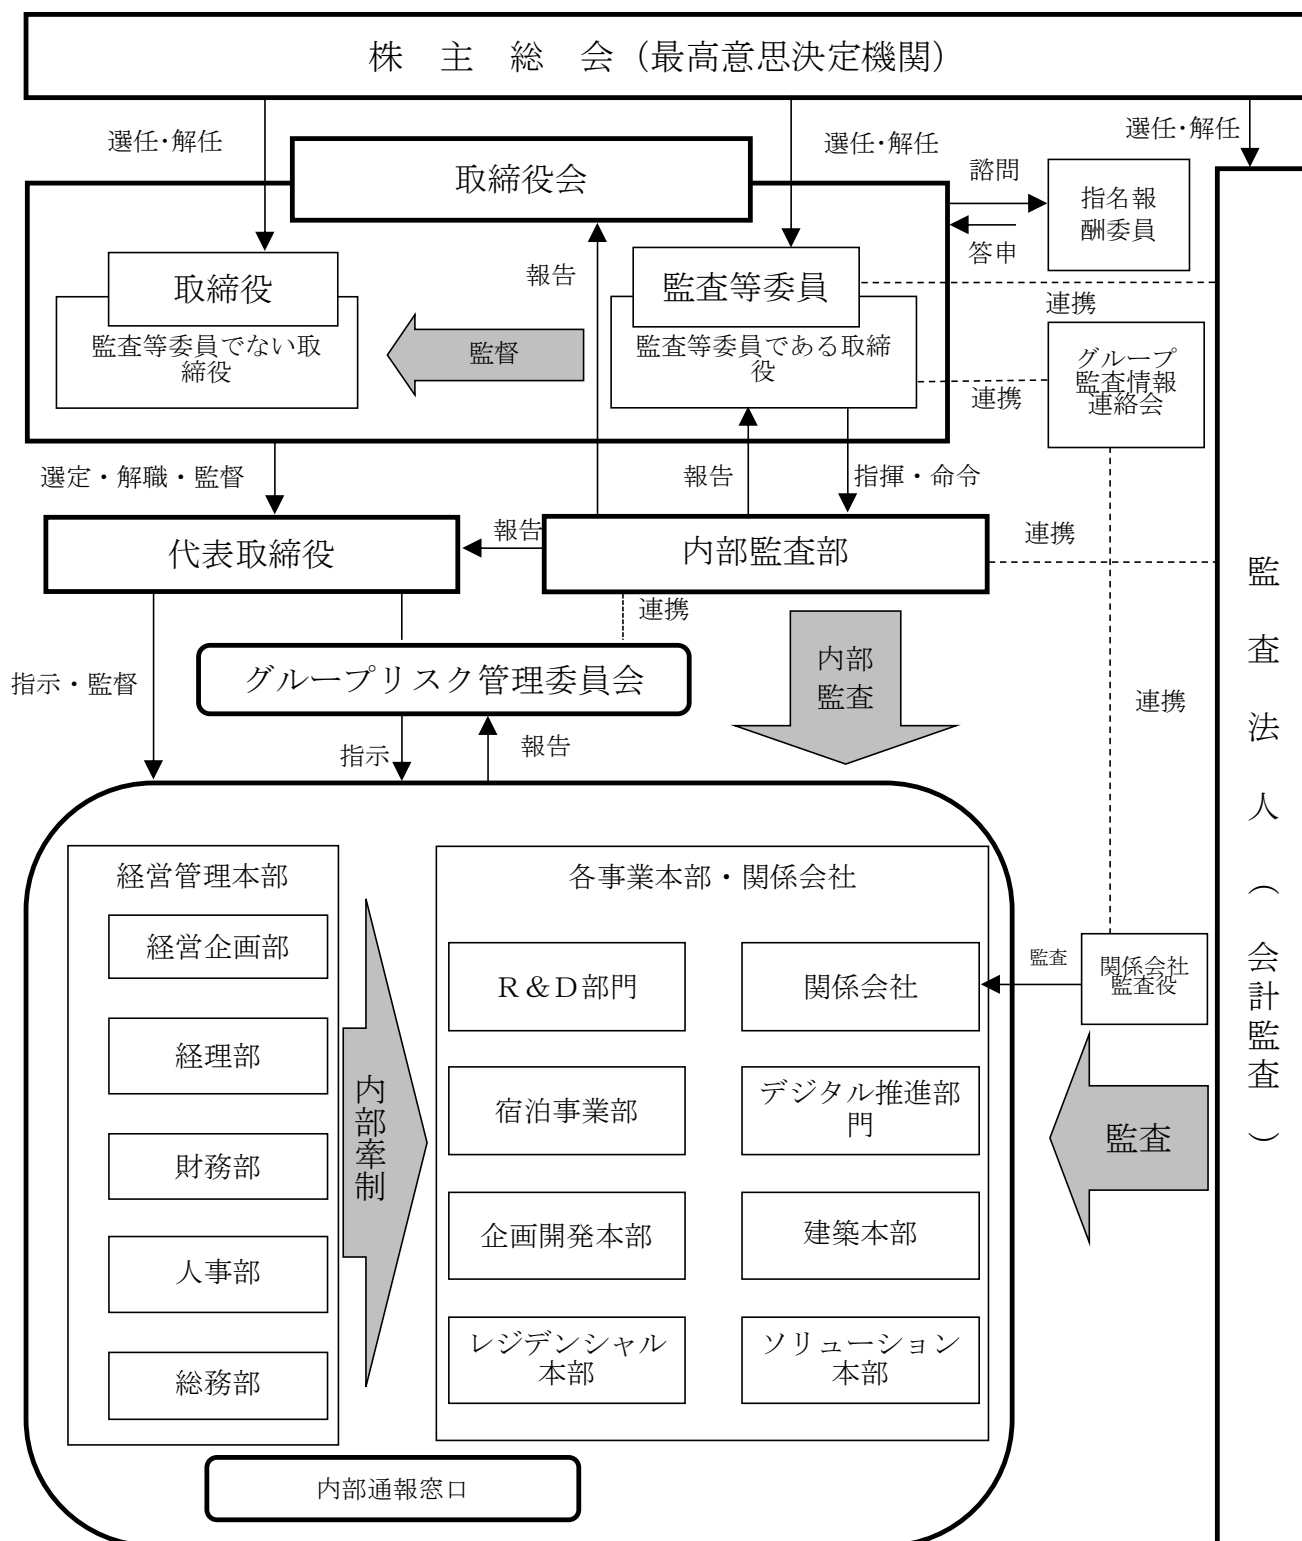 株　主　総　会（最高意思決定機関）
選任・解任
選任・解任
選任・解任
取締役会
諮問
指名報
酬委員
答申
取締役
監査等委員でない取
締役
報告
監督
監査等委員
監査等委員である取締
役
連携
グループ
監査情報
連絡会
連携
選定・解職・監督
報告
指揮・命令
代表取締役
報告
内部監査部
連携
連携
グループリスク管理委員会
指示・監督
内部
監査
連携
指示
報告
監査法人（会計監査）
経営管理本部
経営企画部
経理部
財務部
人事部
総務部
内部牽制
各事業本部・関係会社
Ｒ＆Ｄ部門
関係会社
宿泊事業部
デジタル推進部
門
企画開発本部
建築本部
レジデンシャル
本部
ソリューション
本部
監査
関係会社
監査役
監査
内部通報窓口